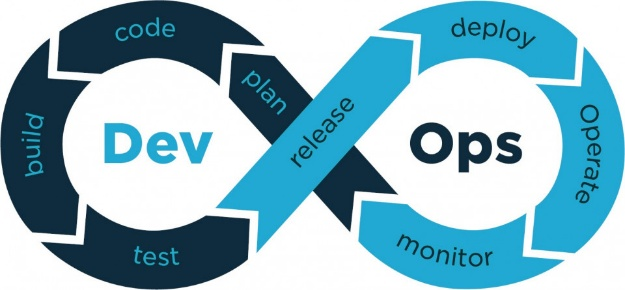 code
plan
release
deploy
build
Dev
Ops
Operate
test
monitor